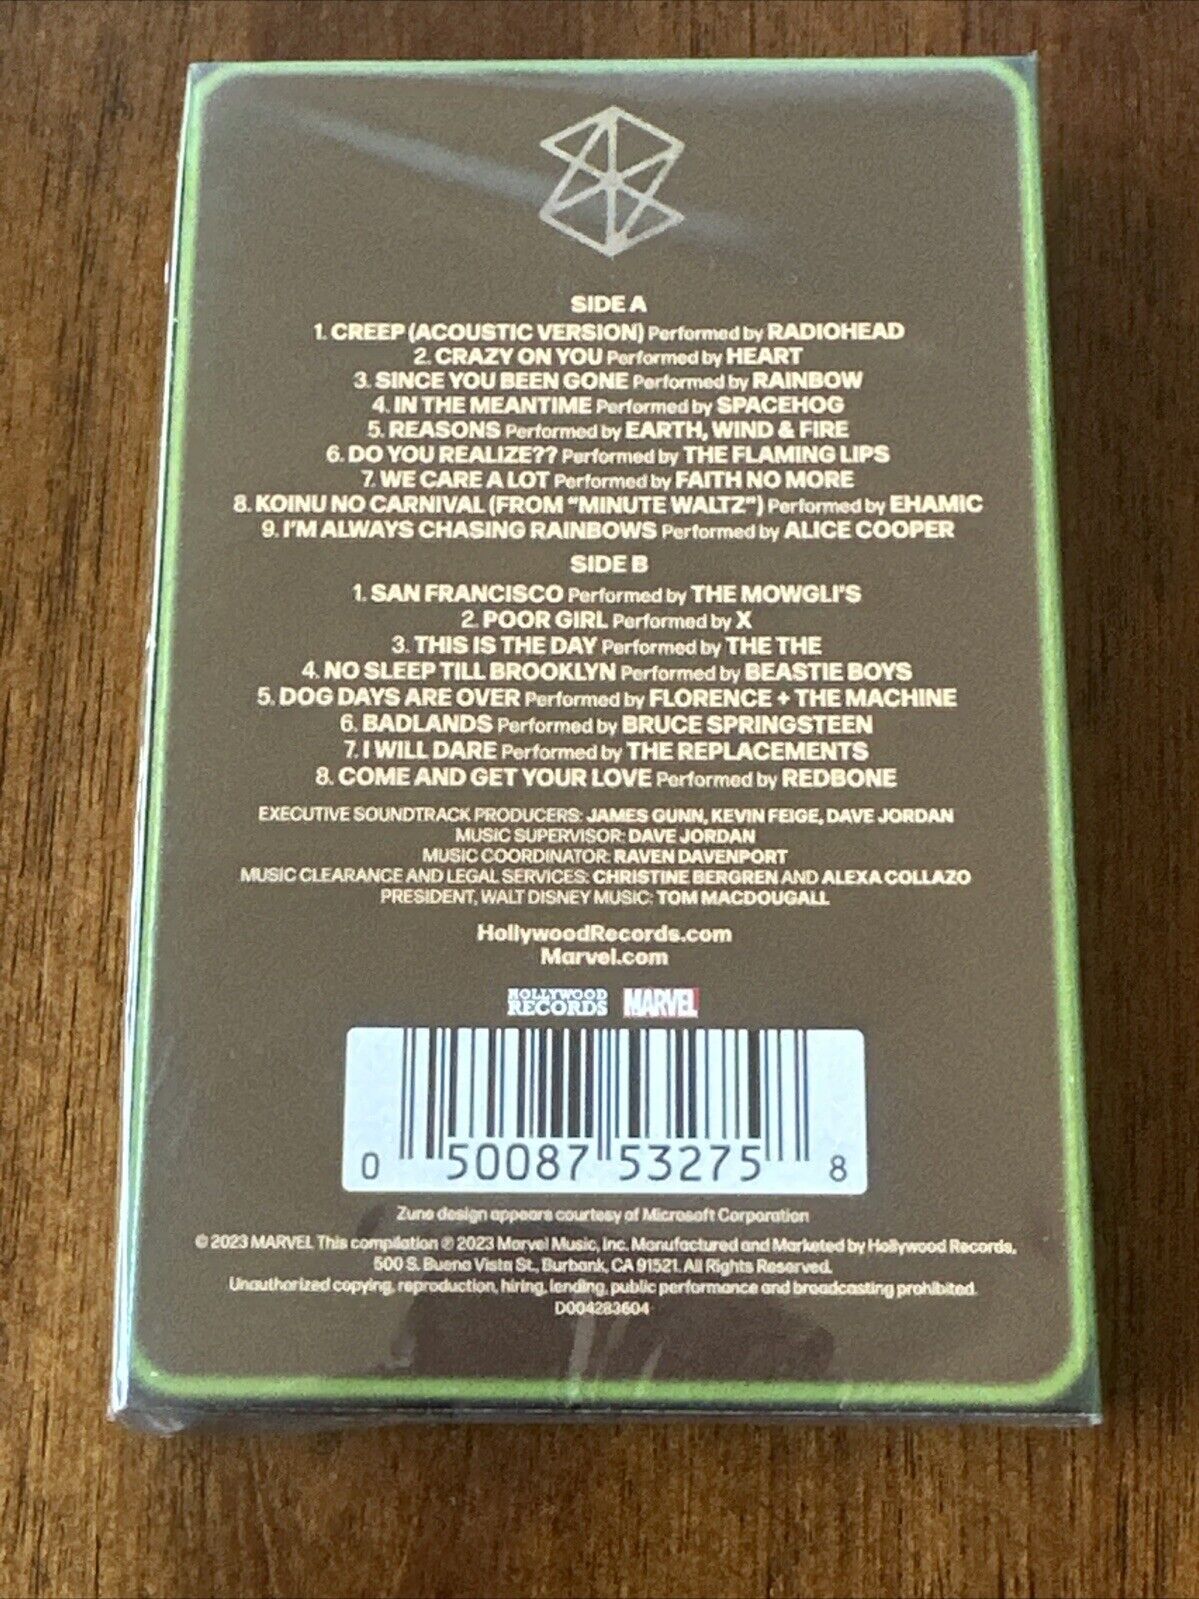 SIDE A
1. CREEP (ACOUSTIC VERSION) Performed by RADIOHEAD
2. CRAZY ON YOU Performed by HEART
3. SINCE YOU BEEN GONE Performed by RAINBOW
4. IN THE MEANTIME Performed by SPACEHOG
5. REASONS Performed by EARTH, WIND & FIRE
6. DO YOU REALIZE?? Performed by THE FLAMING LIPS
7. WE CARE A LOT Performed by FAITH NO MORE
8. KOINU NO CARNIVAL (FROM "MINUTE WALTZ") Performed by EHAMIC
9. I'M ALWAYS CHASING RAINBOWS Performed by ALICE COOPER
SIDE B
1. SAN FRANCISCO Performed by THE MOWGLI'S
2. POOR GIRL Performed by X
3. THIS IS THE DAY Performed by THE THE
4. NO SLEEP TILL BROOKLYN Performed by BEASTIE BOYS
5. DOG DAYS ARE OVER Performed by FLORENCE + THE MACHINE
6. BADLANDS Performed by BRUCE SPRINGSTEEN
7. I WILL DARE Performed by THE REPLACEMENTS
8. COME AND GET YOUR LOVE Performed by REDBONE
EXECUTIVE SOUNDTRACK PRODUCERS: JAMES GUNN, KEVIN FEIGE, DAVE JORDAN
MUSIC SUPERVISOR: DAVE JORDAN
MUSIC COORDINATOR: RAVEN DAVENPORT
MUSIC CLEARANCE AND LEGAL SERVICES: CHRISTINE BERGREN AND ALEXA COLLAZO
PRESIDENT, WALT DISNEY MUSIC: TOM MACDOUGALL
HollywoodRecords.com
Marvel.com
HOLLYWOOD
RECORDS MARVEL
0 50087 53275 8
Zune design appears courtesy of Microsoft Corporation
© 2023 MARVEL This compilation ℗ 2023 Marvel Music, Inc. Manufactured and Marketed by Hollywood Records,
500 S. Buena Vista St., Burbank, CA 91521. All Rights Reserved.
Unauthorized copying, reproduction, hiring, lending, public performance and broadcasting prohibited.
D004283604